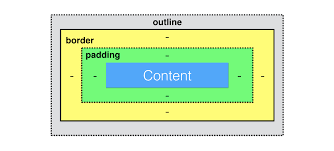 outline
border
-
padding
-
- - Content - -
-
-